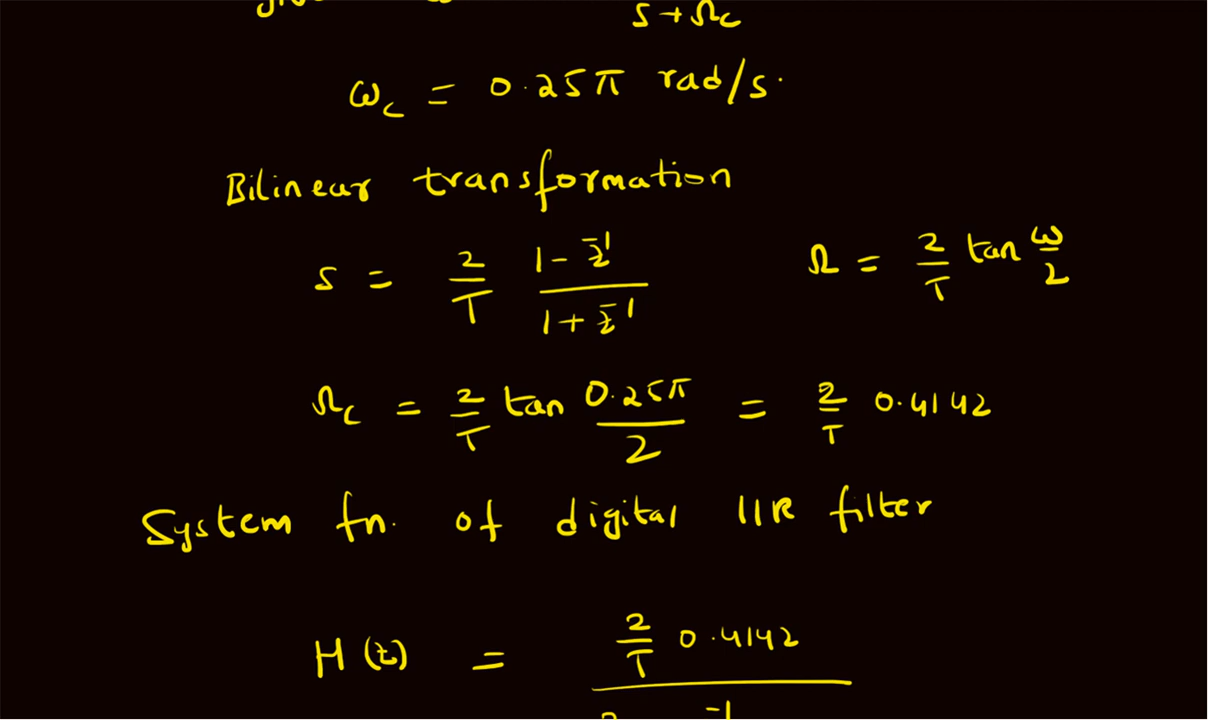 s + Ωc
ωc = 0.25π rad/s.
Bilinear transformation
s = 2/T (1 - z^-1)/(1 + z^-1)    Ω = 2/T tan ω/2
Ωc = 2/T tan 0.25π/2 = 2/T 0.4142
System fn. of digital IIR filter
H(z) = 2/T 0.4142